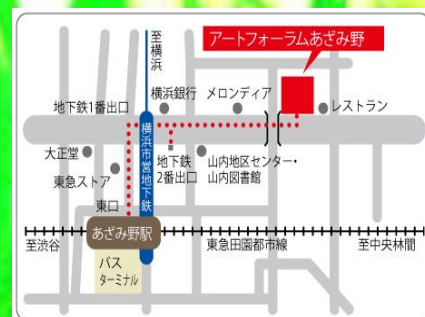 アートフォーラムあざみ野
至横浜
横浜銀行
メロンディア
レストラン
地下鉄1番出口
横浜市営地下鉄
大正堂
地下鉄
2番出口
山内地区センター・
山内図書館
東急ストア
東口
あざみ野駅
至渋谷
東急田園都市線
至中央林間
バス
ターミナル